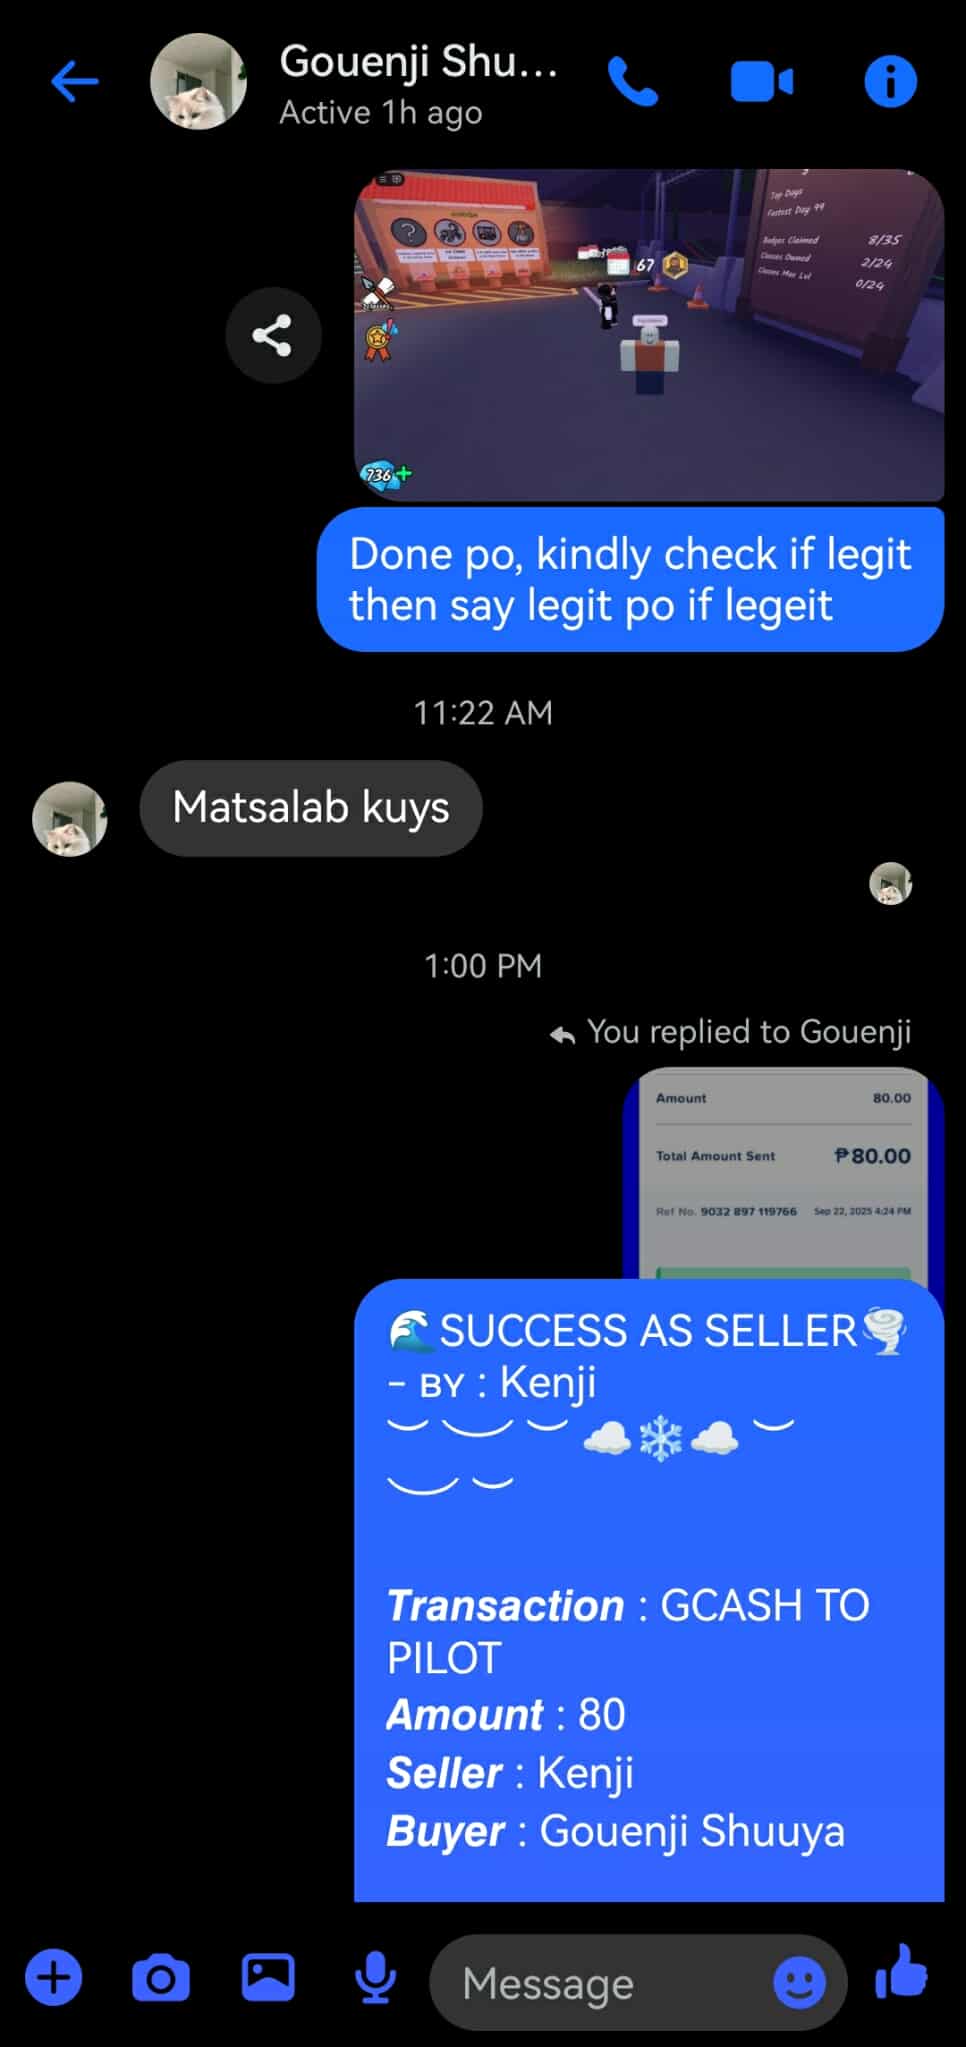 Gouenji Shu...
Active 1h ago
Top Days
Fastest Day 99
Badges Claimed 8/35
Classes Owned 2/24
Classes Max Lvl 0/24
67
736+
Done po, kindly check if legit
then say legit po if legeit
11:22 AM
Matsalab kuys
1:00 PM
You replied to Gouenji
Amount 80.00
Total Amount Sent ₱80.00
Ref No. 9032 897 119766 Sep 22, 2025 4:24 PM
🌊SUCCESS AS SELLER🌪️
- BY : Kenji
︶︶︶ ☁️❄️☁️ ︶
︶︶
Transaction : GCASH TO
PILOT
Amount : 80
Seller : Kenji
Buyer : Gouenji Shuuya
Message